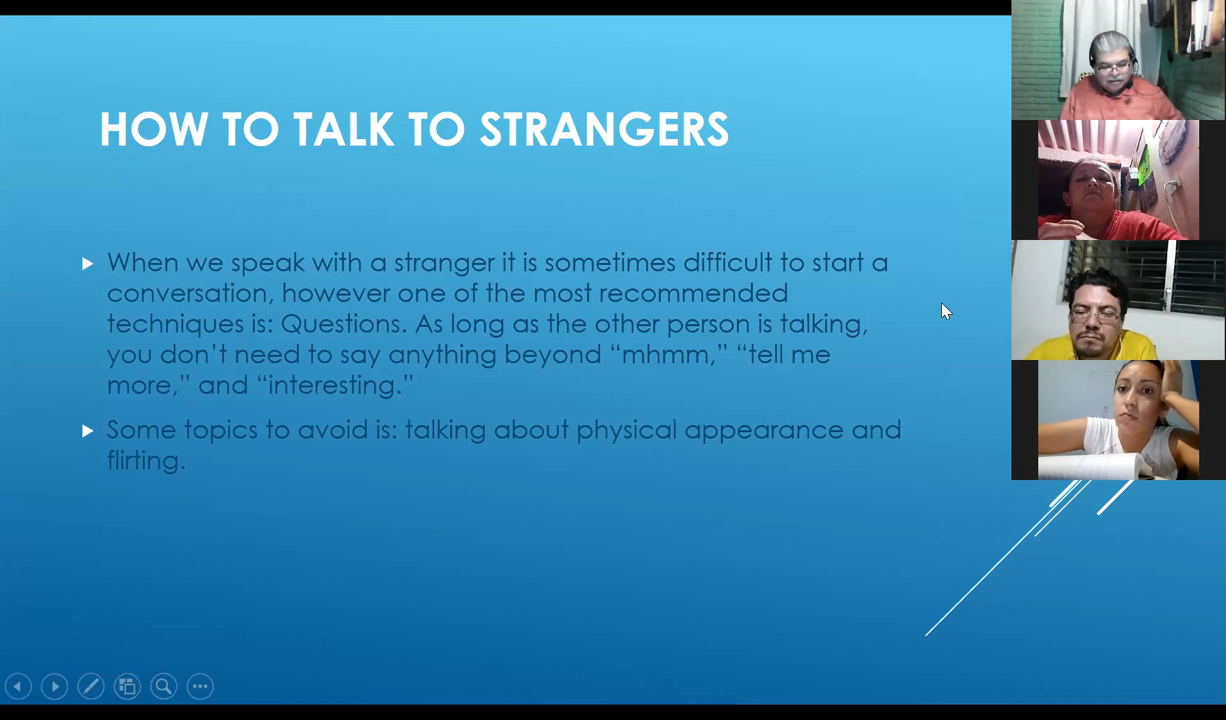 HOW TO TALK TO STRANGERS
When we speak with a stranger it is sometimes difficult to start a
conversation, however one of the most recommended
techniques is: Questions. As long as the other person is talking,
you don’t need to say anything beyond “mhmm,” “tell me
more,” and “interesting.”
Some topics to avoid is: talking about physical appearance and
flirting.